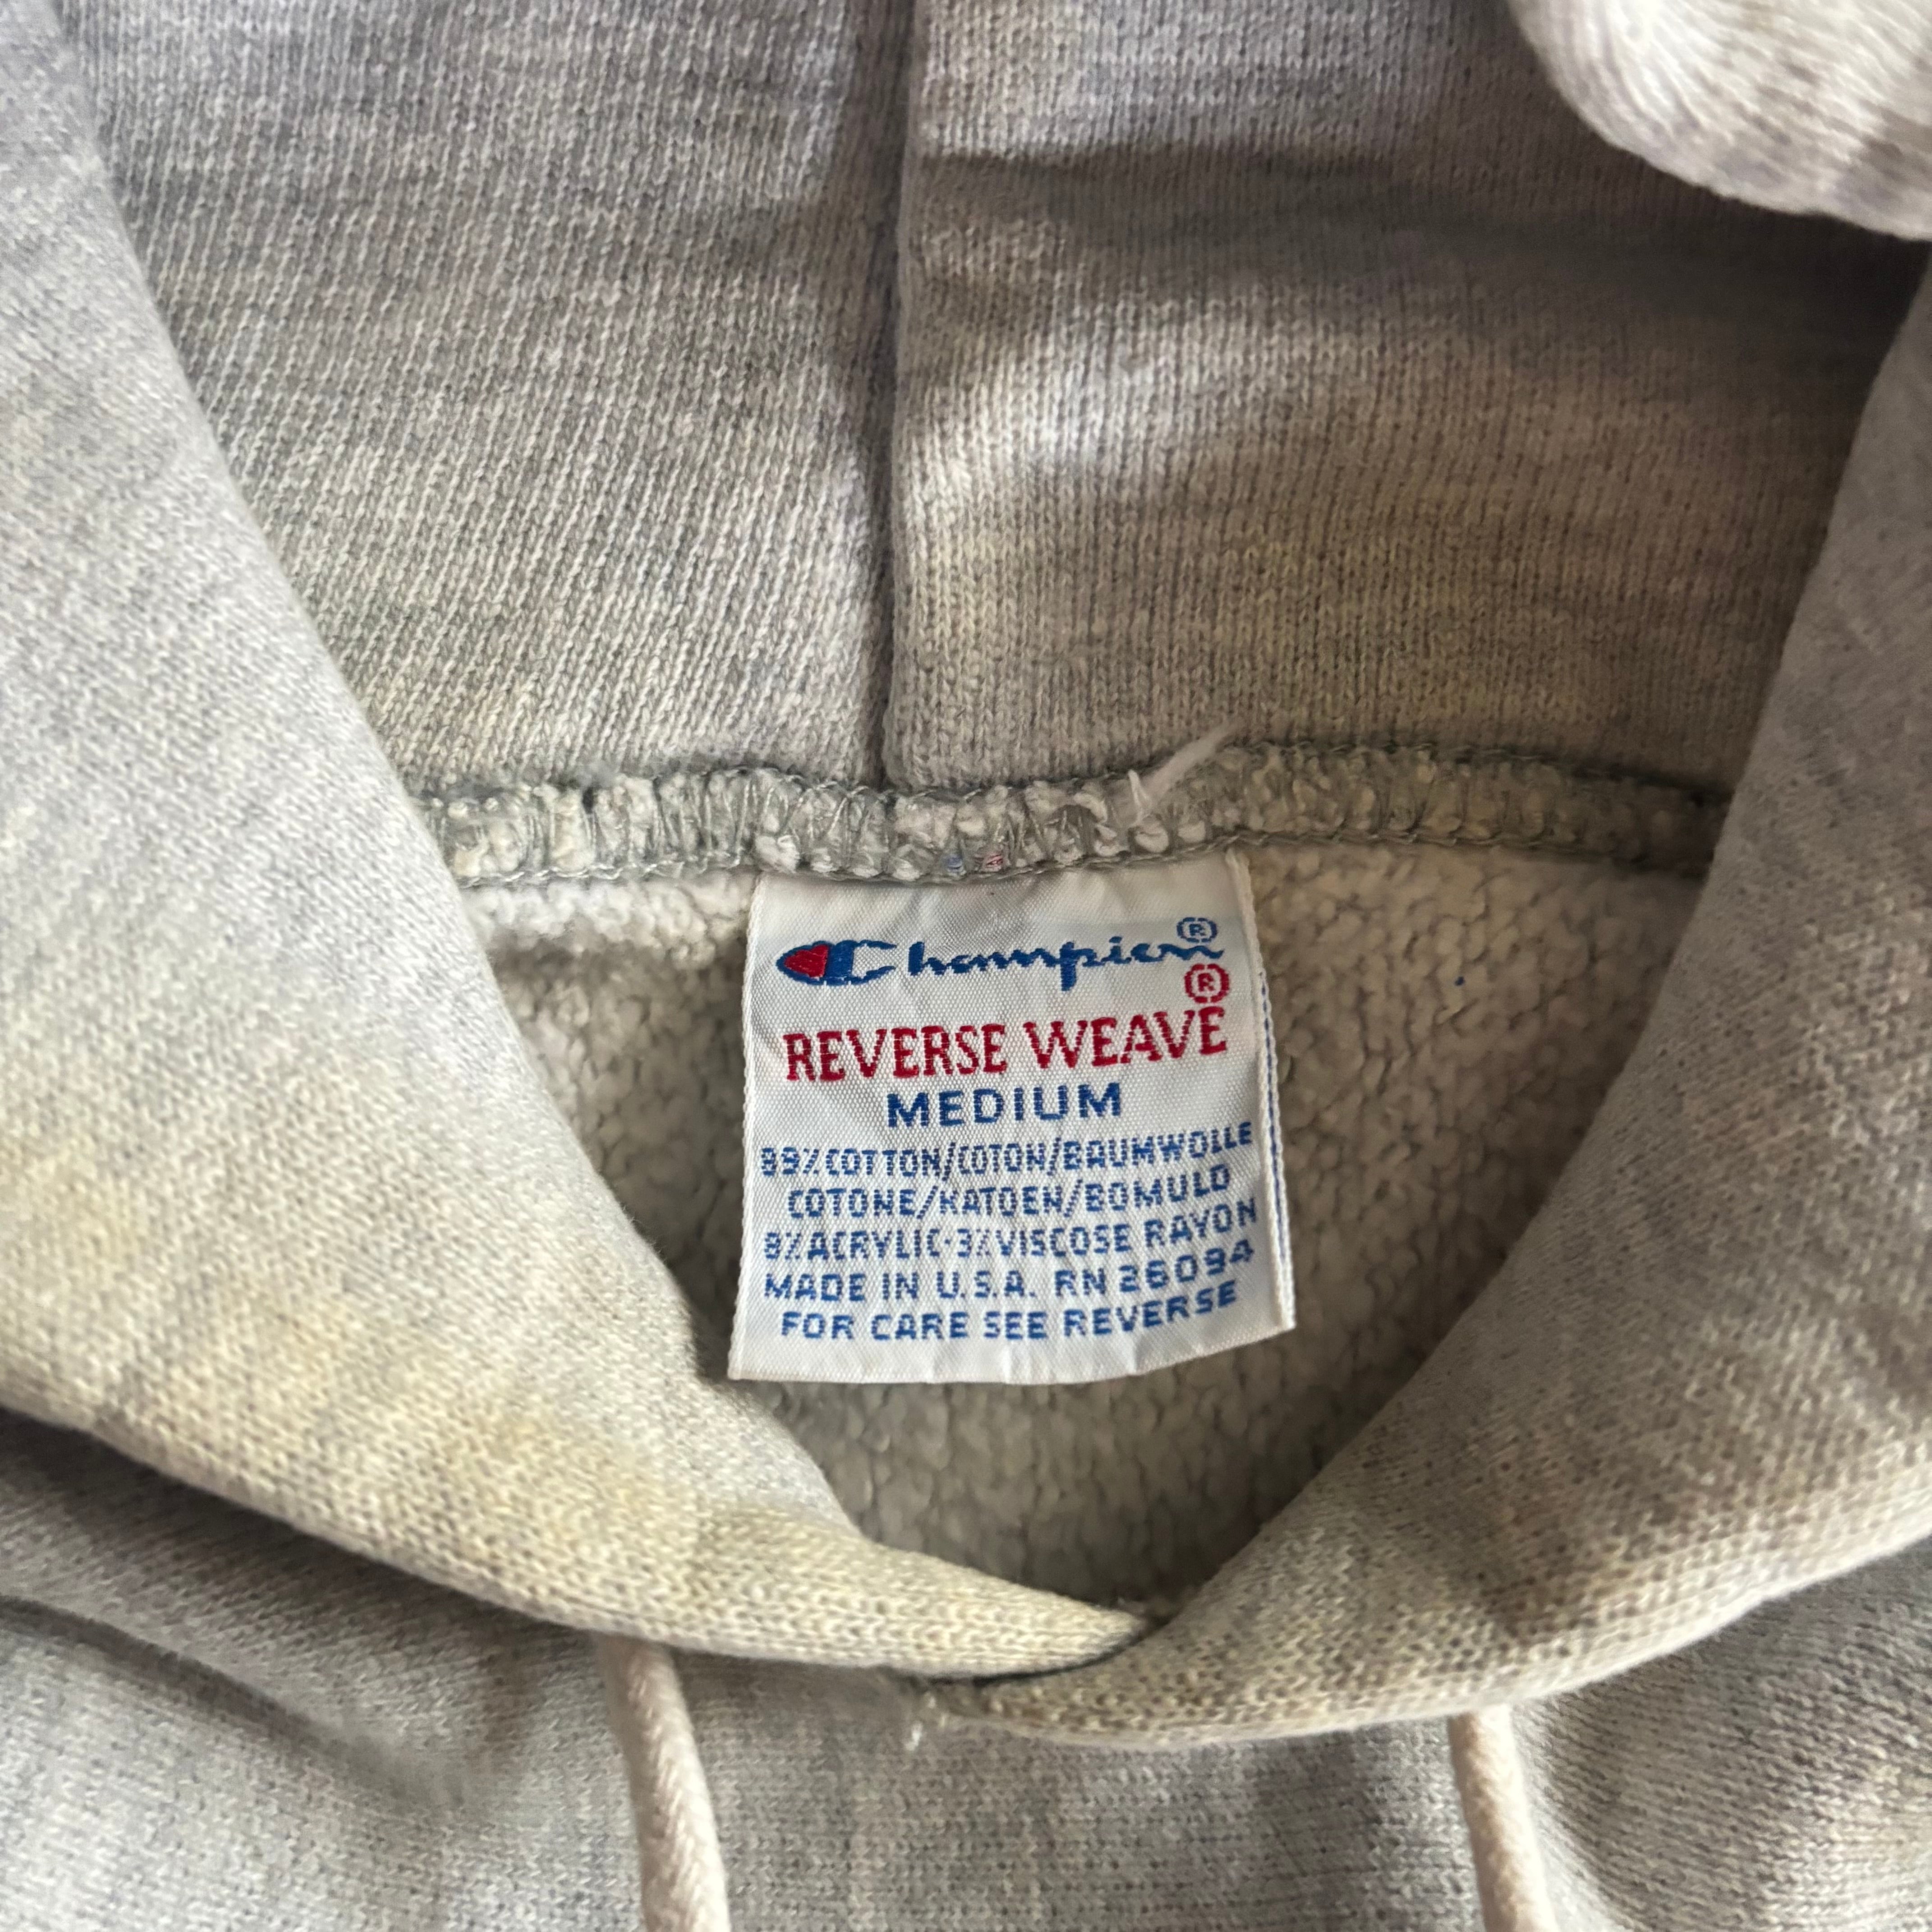 Champion®
REVERSE WEAVE®
MEDIUM
89% COTTON/COTON/BAUMWOLLE
COTONE/KATOEN/BOMULD
8% ACRYLIC·3% VISCOSE RAYON
MADE IN U.S.A. RN 26094
FOR CARE SEE REVERSE